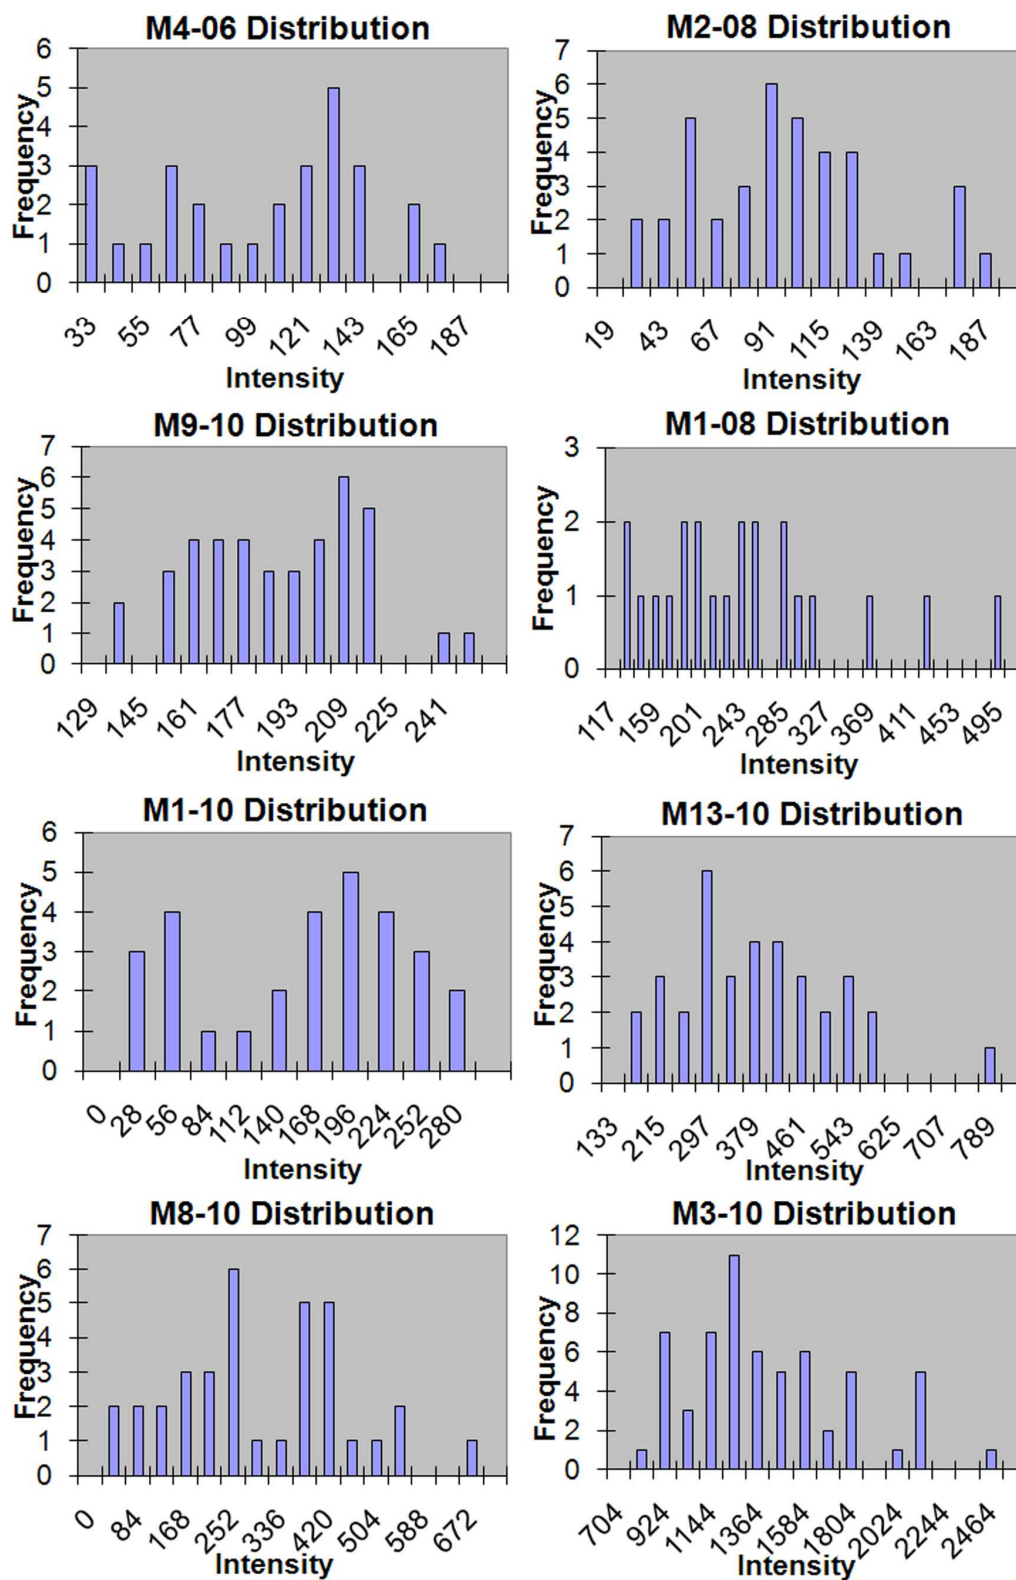 M4-06 Distribution
Frequency
6
5
4
3
2
1
0
33 55 77 99 121 143 165 187
Intensity
M2-08 Distribution
Frequency
7
6
5
4
3
2
1
0
19 43 67 91 115 139 163 187
Intensity
M9-10 Distribution
Frequency
7
6
5
4
3
2
1
0
129 145 161 177 193 209 225 241
Intensity
M1-08 Distribution
Frequency
3
2
1
0
117 159 201 243 285 327 369 411 453 495
Intensity
M1-10 Distribution
Frequency
6
5
4
3
2
1
0
0 28 56 84 112 140 168 196 224 252 280
Intensity
M13-10 Distribution
Frequency
7
6
5
4
3
2
1
0
133 215 297 379 461 543 625 707 789
Intensity
M8-10 Distribution
Frequency
7
6
5
4
3
2
1
0
0 84 168 252 336 420 504 588 672
Intensity
M3-10 Distribution
Frequency
12
10
8
6
4
2
0
704 924 1144 1364 1584 1804 2024 2244 2464
Intensity